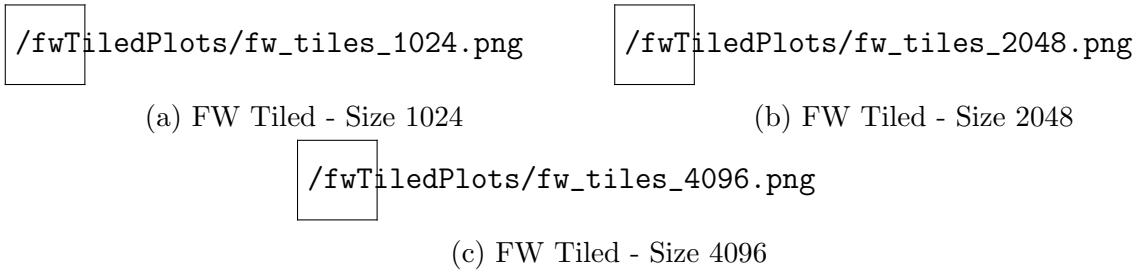 /fwTiledPlots/fw_tiles_1024.png
/fwTiledPlots/fw_tiles_2048.png
(a) FW Tiled - Size 1024
(b) FW Tiled - Size 2048
/fwTiledPlots/fw_tiles_4096.png
(c) FW Tiled - Size 4096